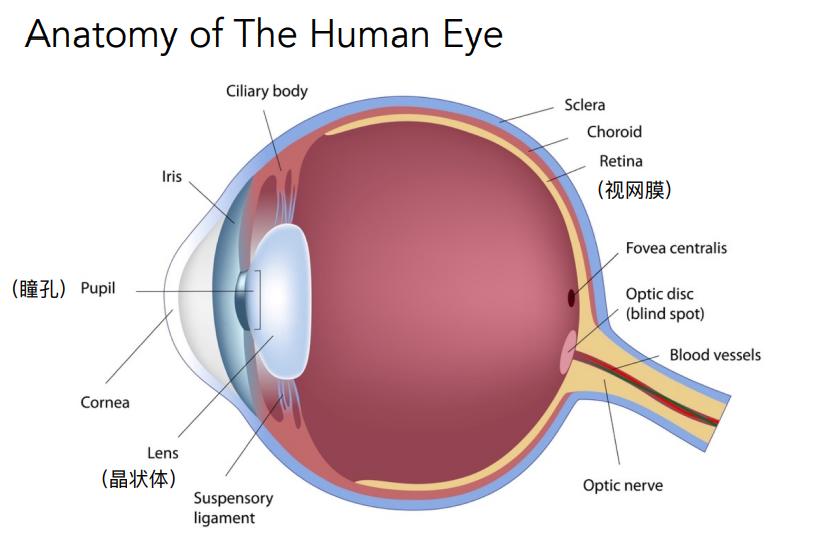 Anatomy of The Human Eye
Ciliary body
Sclera
Choroid
Retina
(视网膜)
Iris
Fovea centralis
(瞳孔) Pupil
Optic disc
(blind spot)
Blood vessels
Cornea
Lens
(晶状体)
Suspensory
ligament
Optic nerve